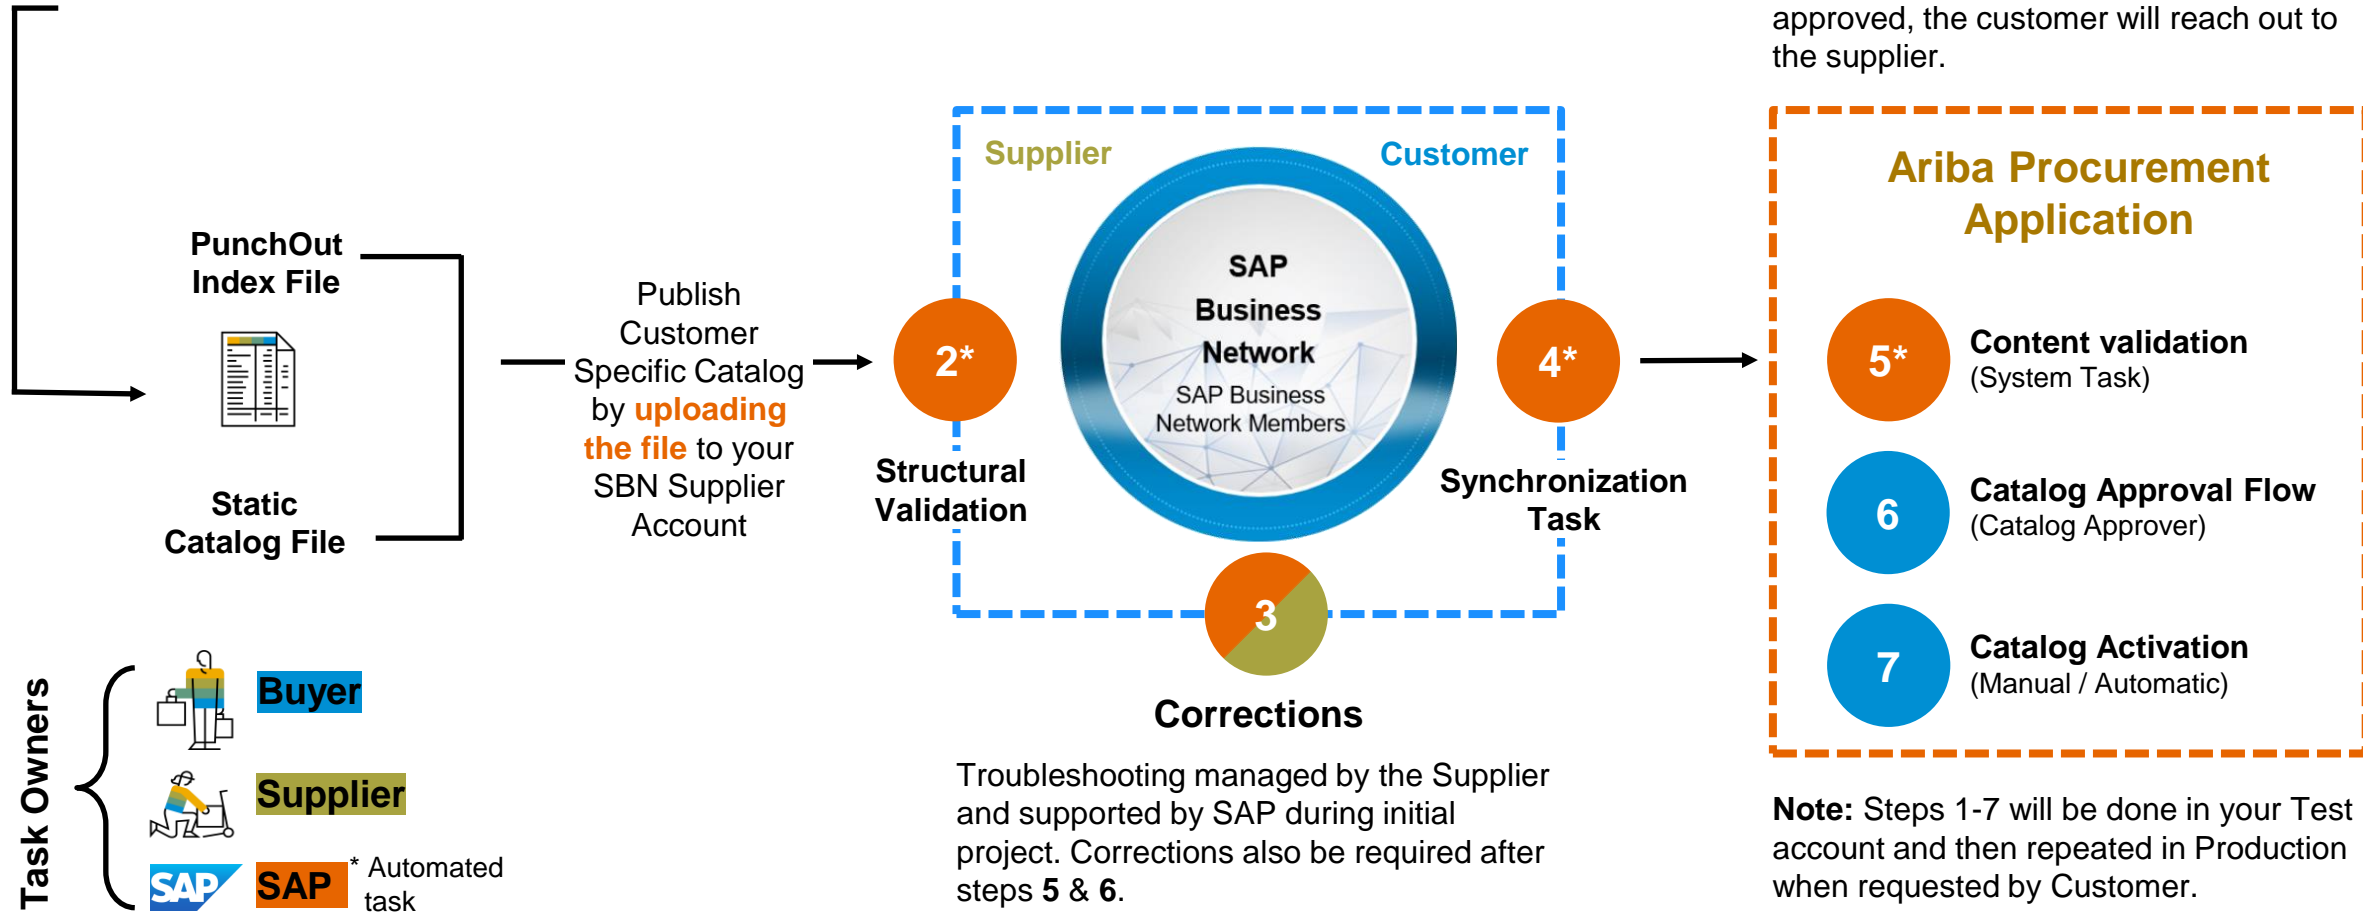 approved, the customer will reach out to
the supplier.
PunchOut
Index File
Static
Catalog File
Publish
Customer
Specific Catalog
by uploading
the file to your
SBN Supplier
Account
Supplier
Customer
2*
Structural
Validation
SAP
Business
Network
SAP Business
Network Members
4*
Synchronization
Task
3
Corrections
Troubleshooting managed by the Supplier
and supported by SAP during initial
project. Corrections also be required after
steps 5 & 6.
Ariba Procurement
Application
5*
Content validation
(System Task)
6
Catalog Approval Flow
(Catalog Approver)
7
Catalog Activation
(Manual / Automatic)
Note: Steps 1-7 will be done in your Test
account and then repeated in Production
when requested by Customer.
Task Owners
Buyer
Supplier
SAP
SAP
* Automated
task